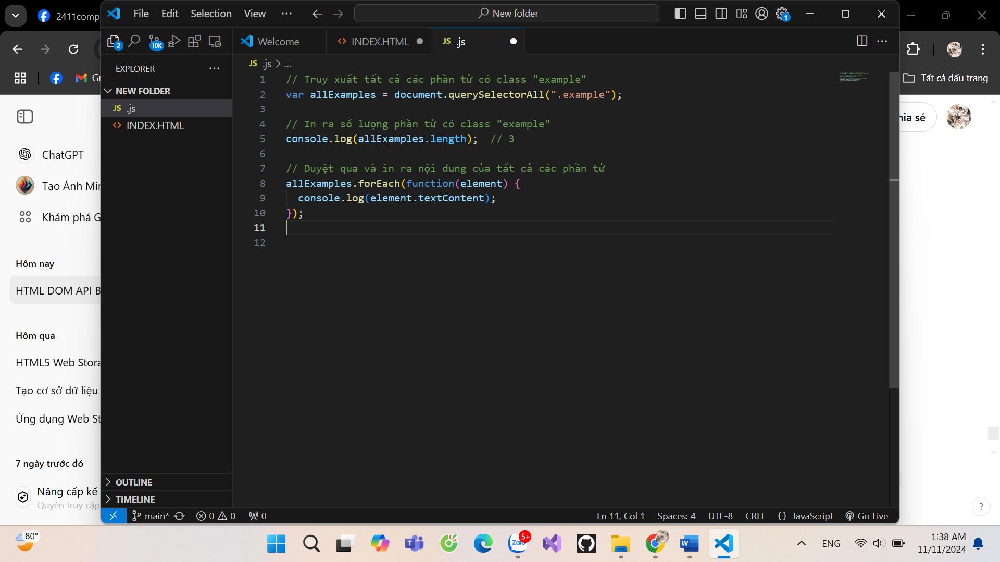 2411comp
File Edit Selection View
New folder
1
2
10K
Welcome
INDEX.HTML
JS .js
EXPLORER
JS .js > ...
NEW FOLDER
JS .js
INDEX.HTML
1 // Truy xuất tất cả các phần tử có class "example"
2 var allExamples = document.querySelectorAll(".example");
3
4 // In ra số lượng phần tử có class "example"
5 console.log(allExamples.length); // 3
6
7 // Duyệt qua và in ra nội dung của tất cả các phần tử
8 allExamples.forEach(function(element) {
9 console.log(element.textContent);
10 });
11
12
OUTLINE
TIMELINE
main* 0 0 0
Ln 11, Col 1 Spaces: 4 UTF-8 CRLF {} JavaScript Go Live
Gr
Tất cả dấu trang
hia sẻ
ChatGPT
Tạo Ảnh Min
Khám phá G
Hôm nay
HTML DOM API B
Hôm qua
HTML5 Web Stora
Tạo cơ sở dữ liệu
Ứng dụng Web St
7 ngày trước đó
Nâng cấp kế
Quyền truy cập
?
80°
Zalo
5+
ENG
1:38 AM
11/11/2024